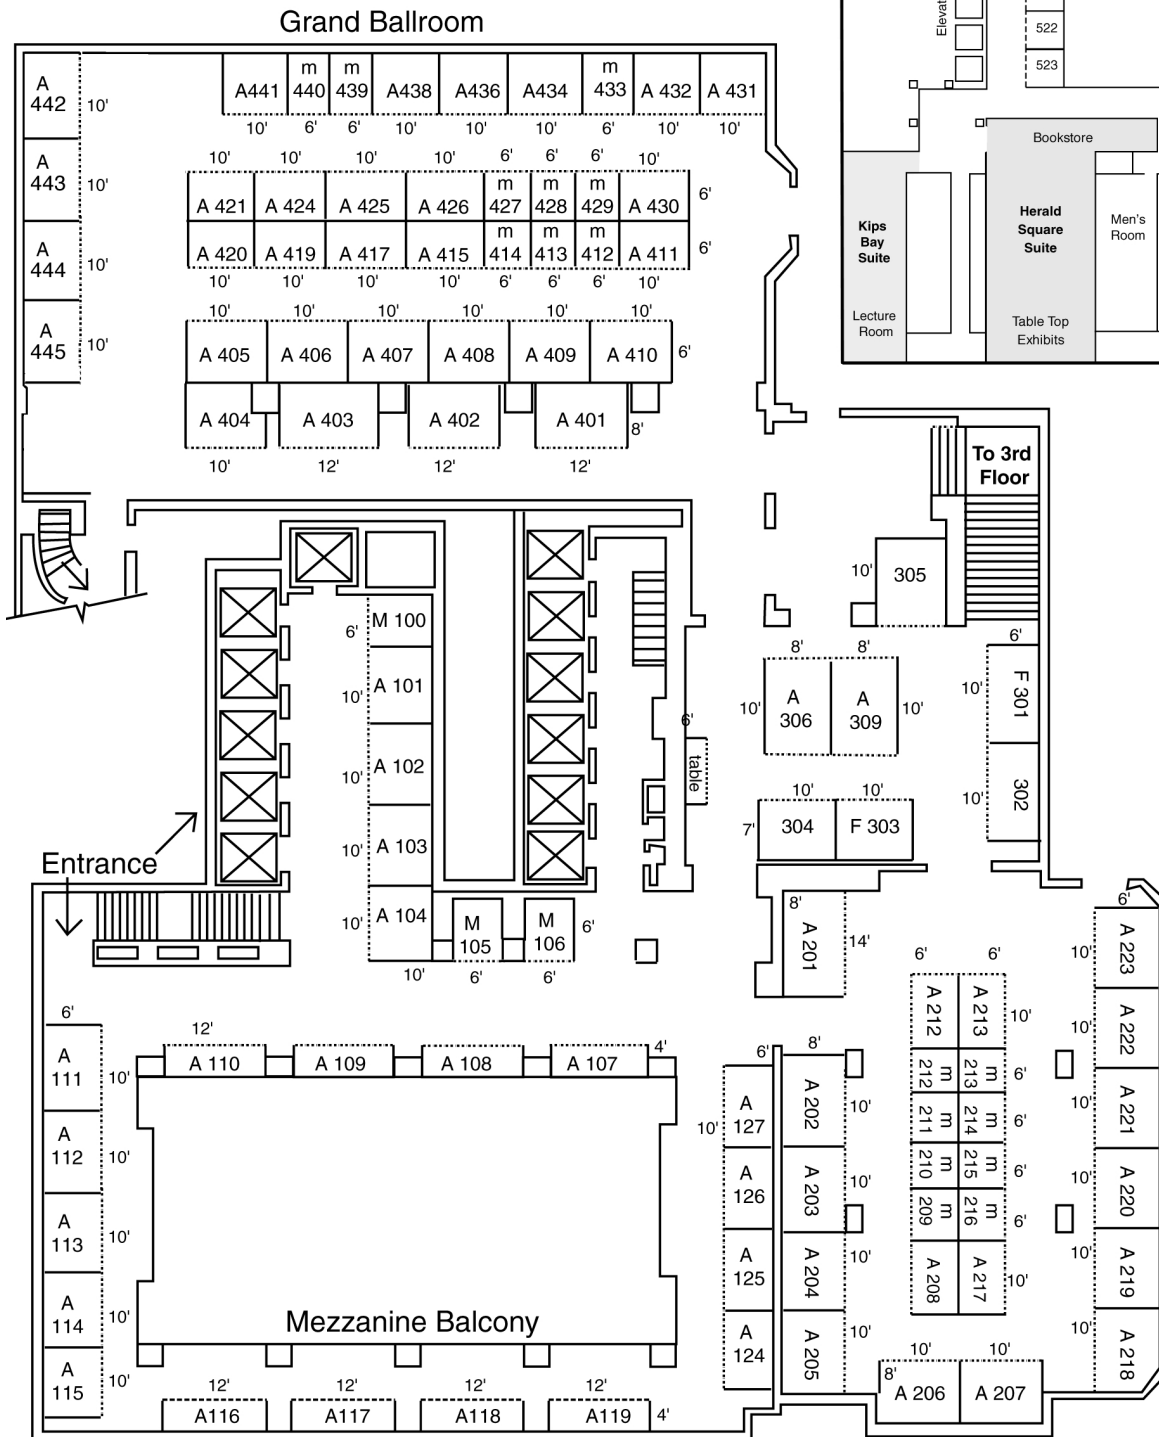 Grand Ballroom
Elevat
522
523
Bookstore
Kips
Bay
Suite
Lecture
Room
Herald
Square
Suite
Table Top
Exhibits
Men's
Room
A
442
10'
A
443
10'
A
444
10'
A
445
10'
A441
m
440
m
439
A438
A436
A434
m
433
A 432
A 431
10' 6' 6' 10' 10' 10' 6' 10' 10'
10' 10' 10' 10' 6' 6' 6' 10'
A 421
A 424
A 425
A 426
m
427
m
428
m
429
A 430
6'
A 420
A 419
A 417
A 415
m
414
m
413
m
412
A 411
6'
10' 10' 10' 10' 6' 6' 6' 10'
10' 10' 10' 10' 10' 10'
A 405 A 406 A 407 A 408 A 409 A 410 6'
A 404 A 403 A 402 A 401 8'
10' 12' 12' 12'
To 3rd
Floor
10' 305
M 100
6'
A 101
10'
A 102
10'
A 103
10'
A 104
10'
10'
M
105
6'
M
106
6'
6'
6'
table
8' 8'
10'
A
306
A
309
10'
6'
F 301
10'
302
10'
10' 10'
7' 304 F 303
Entrance
8'
A 201
14'
6'
A 223
10'
A 222
10'
A 221
10'
A 220
10'
A 219
10'
A 218
10'
6' 6'
A 212
A 213
10'
m
212
m
213
6'
m
211
m
214
6'
m
210
m
215
6'
m
209
m
216
6'
A 208
A 217
10'
6'
A
111
10'
A
112
10'
A
113
10'
A
114
10'
A
115
10'
12'
A 110 A 109 A 108 A 107 4'
Mezzanine Balcony
12' 12' 12' 12'
A116 A117 A118 A119 4'
6'
A
127
10'
A
126
A
125
A
124
8'
A 202
10'
A 203
10'
A 204
10'
A 205
10'
10' 10'
8'
A 206 A 207